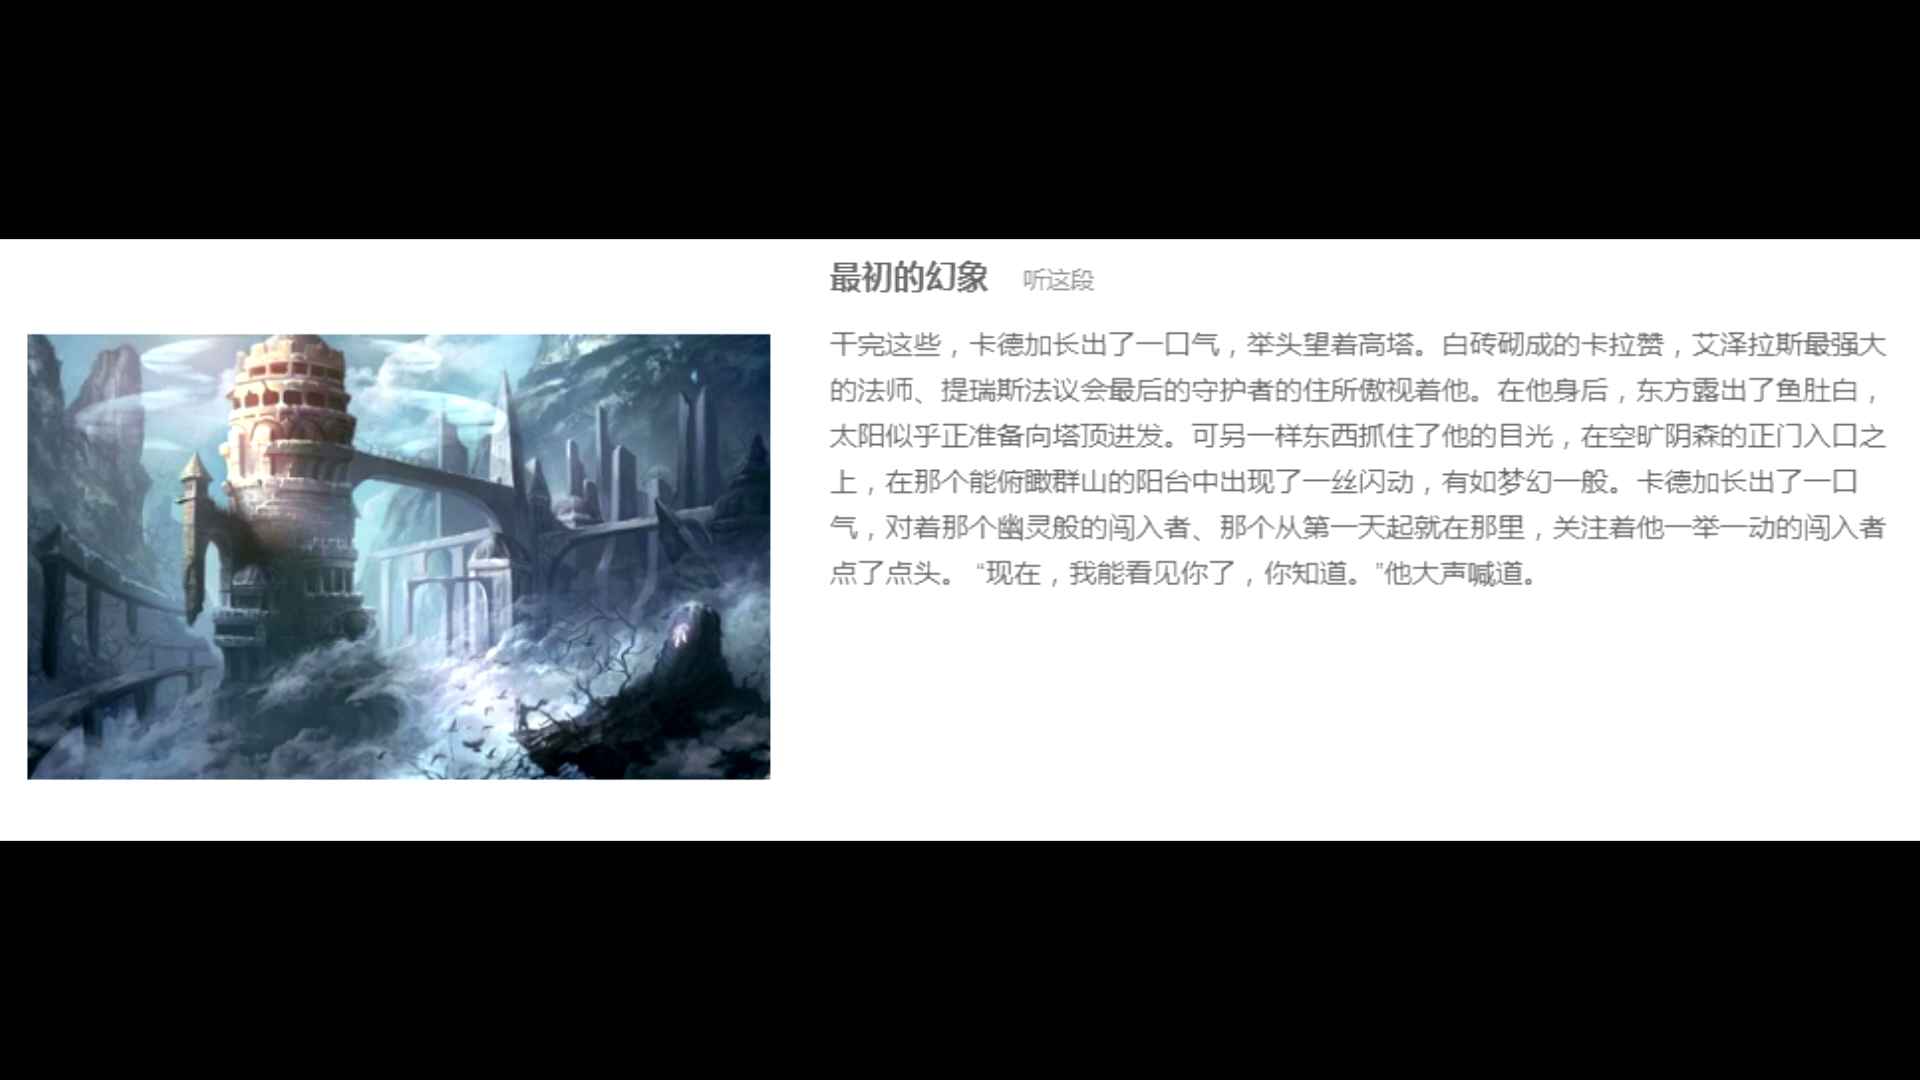 最初的幻象 听这段
干完这些，卡德加长出了一口气，举头望着高塔。白砖砌成的卡拉赞，艾泽拉斯最强大
的法师、提瑞斯法议会最后的守护者的住所傲视着他。在他身后，东方露出了鱼肚白，
太阳似乎正准备向塔顶进发。可另一样东西抓住了他的目光，在空旷阴森的正门入口之
上，在那个能俯瞰群山的阳台中出现了一丝闪动，有如梦幻一般。卡德加长出了一口
气，对着那个幽灵般的闯入者、那个从第一天起就在那里，关注着他一举一动的闯入者
点了点头。 “现在，我能看见你了，你知道。”他大声喊道。